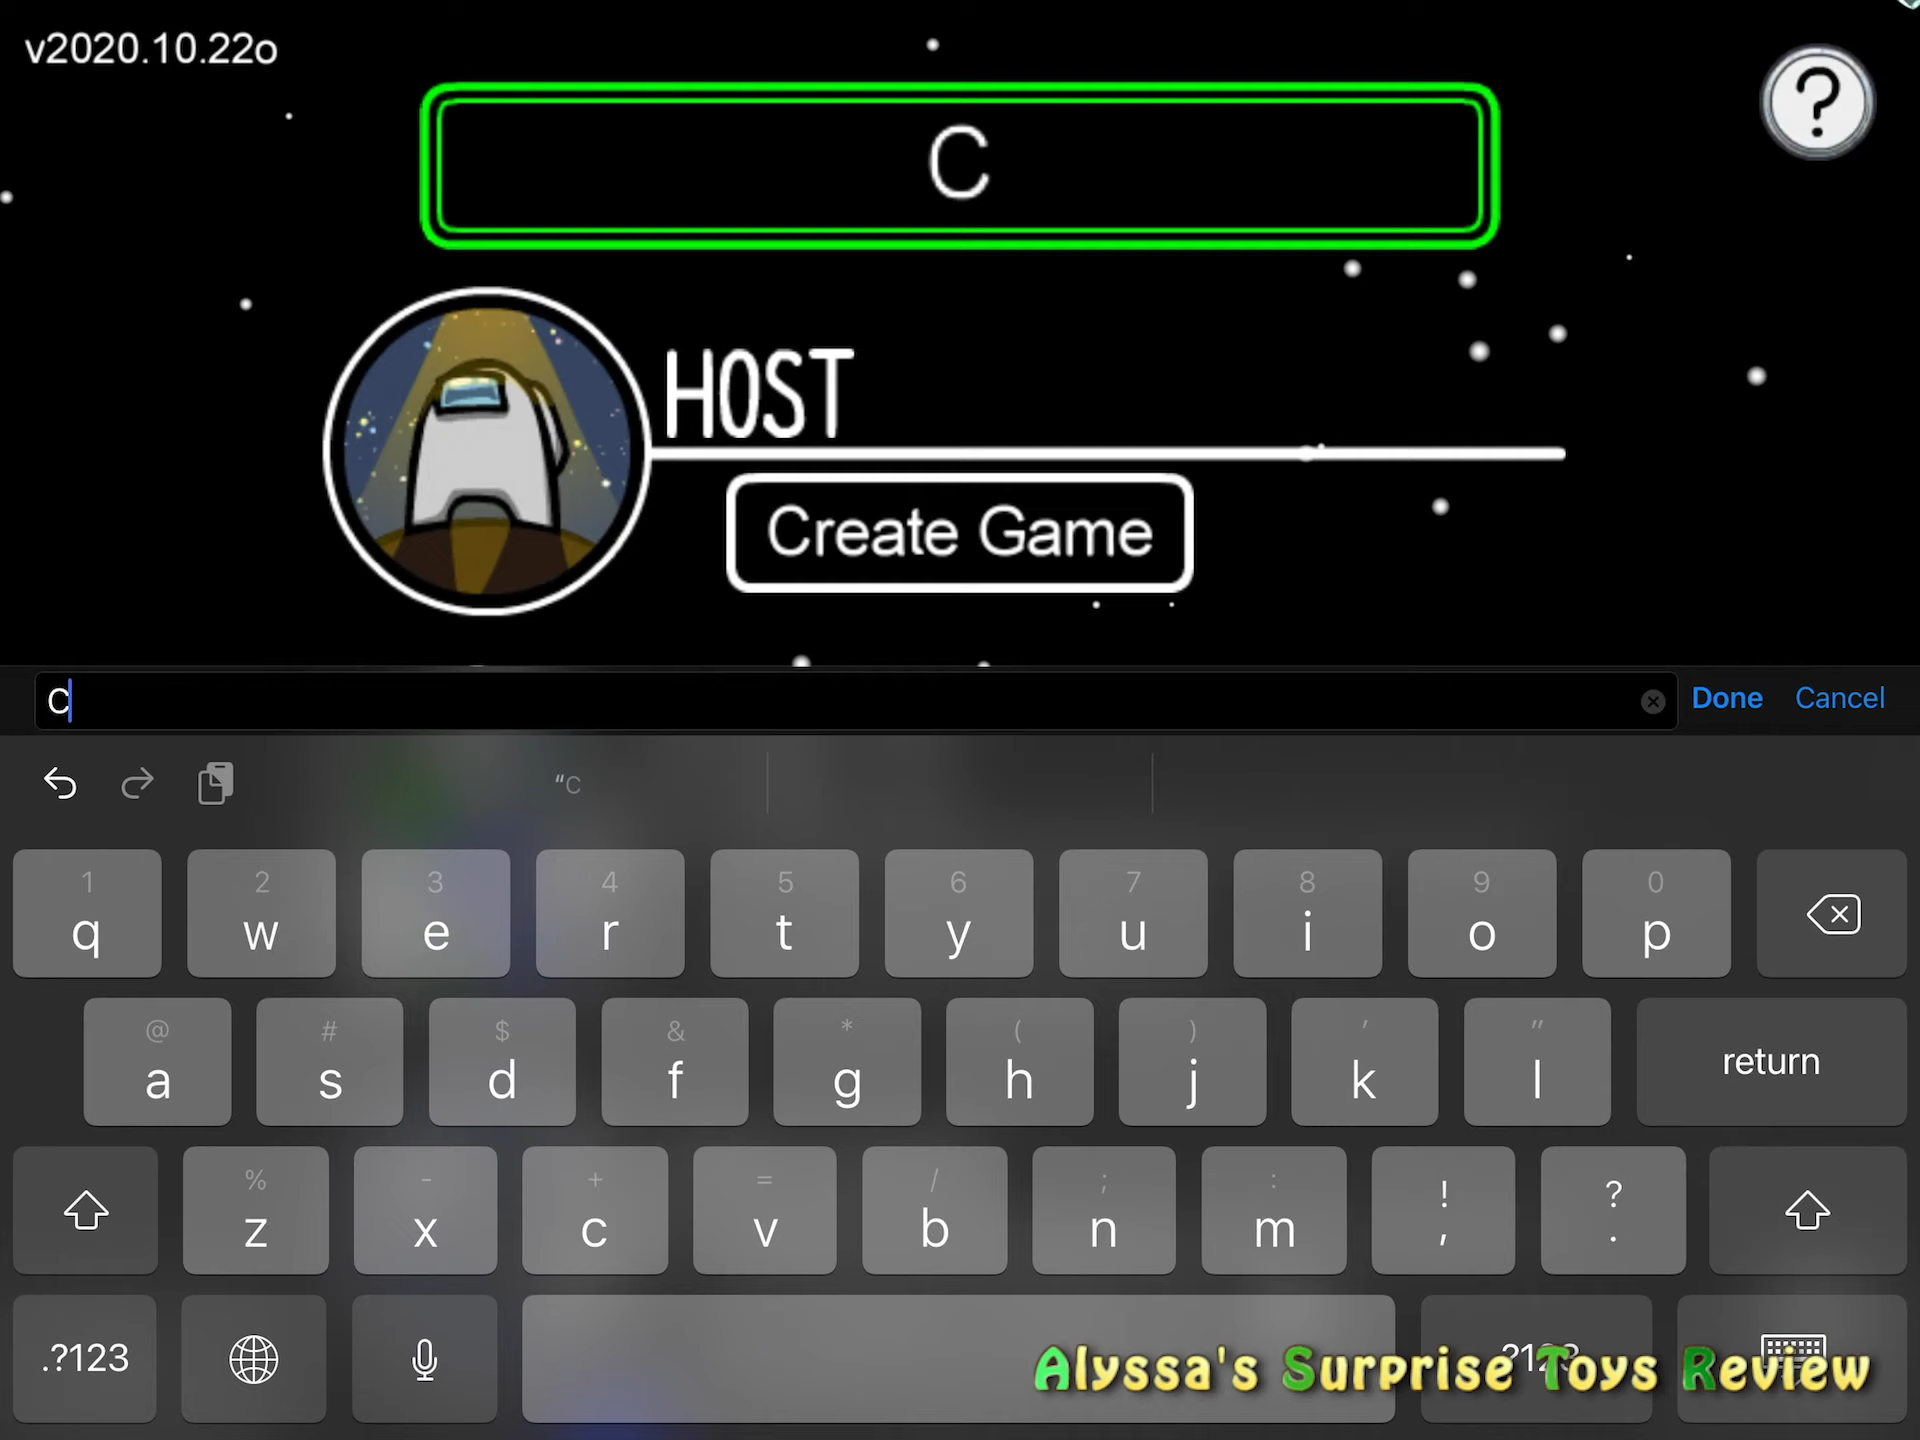 v2020.10.22o
?
C
HOST
Create Game
C
Done Cancel
“C
1 2 3 4 5 6 7 8 9 0
q w e r t y u i o p
@ # $ & * ( ) ' "
a s d f g h j k l return
% - + = / ; : ! ?
z x c v b n m , .
.?123 .?123
Alyssa's Surprise Toys Review